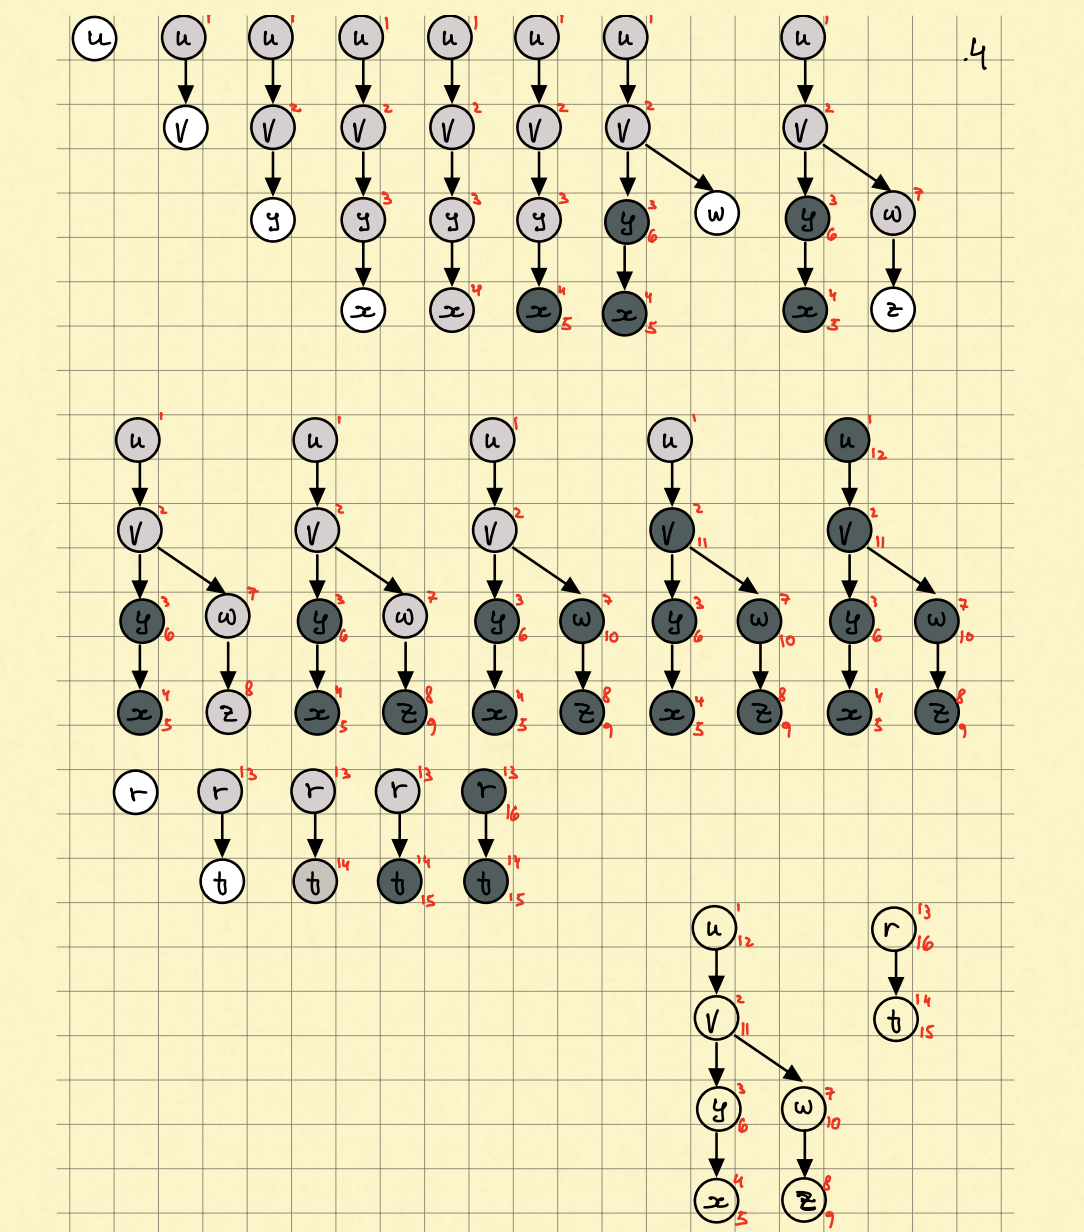 u u 1 u 1 u 1 u 1 u 1 u 1 u 1 .4
V V 2 V 2 V 2 V 2 V 2 V 2
y y 3 y 3 y 3 y 3 6 w y 3 6 w 7
x x 4 x 4 5 x 4 5 x 4 5 z
u 1 u 1 u 1 u 1 u 1 12
V 2 V 2 V 2 V 2 11 V 2 11
y 3 6 w 7 y 3 6 w 7 y 3 6 w 7 10 y 3 6 w 7 10 y 3 6 w 7 10
x 4 5 z 8 x 4 5 z 8 9 x 4 5 z 8 9 x 4 5 z 8 9 x 4 5 z 8 9
r r 13 r 13 r 13 r 13 16
t t 14 t 14 15 t 14 15
u 1 12 r 13 16
V 2 11 t 14 15
y 3 6 w 7 10
x 4 5 z 8 9